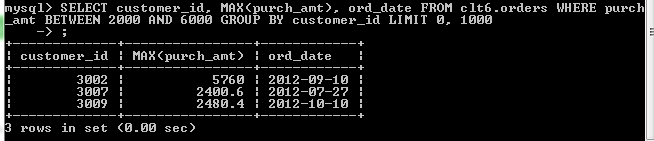 mysql> SELECT customer_id, MAX(purch_amt), ord_date FROM clt6.orders WHERE purch
_amt BETWEEN 2000 AND 6000 GROUP BY customer_id LIMIT 0, 1000
    -> ;
+-------------+----------------+------------+
| customer_id | MAX(purch_amt) | ord_date   |
+-------------+----------------+------------+
|        3002 |           5760 | 2012-09-10 |
|        3007 |         2400.6 | 2012-07-27 |
|        3009 |         2480.4 | 2012-10-10 |
+-------------+----------------+------------+
3 rows in set (0.00 sec)